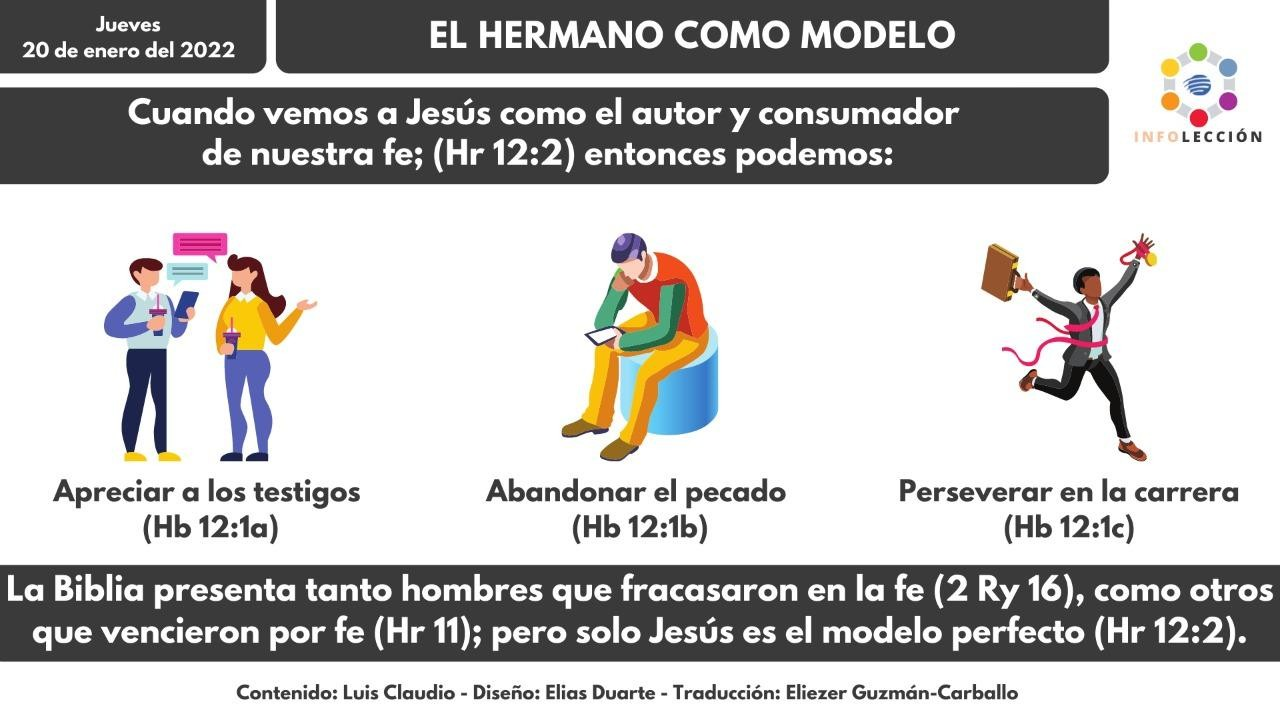 Jueves
20 de enero del 2022
EL HERMANO COMO MODELO
INFOLECCIÓN
Cuando vemos a Jesús como el autor y consumador
de nuestra fe; (Hr 12:2) entonces podemos:
Apreciar a los testigos
(Hb 12:1a)
Abandonar el pecado
(Hb 12:1b)
Perseverar en la carrera
(Hb 12:1c)
La Biblia presenta tanto hombres que fracasaron en la fe (2 Ry 16), como otros
que vencieron por fe (Hr 11); pero solo Jesús es el modelo perfecto (Hr 12:2).
Contenido: Luis Claudio - Diseño: Elias Duarte - Traducción: Eliezer Guzmán-Carballo